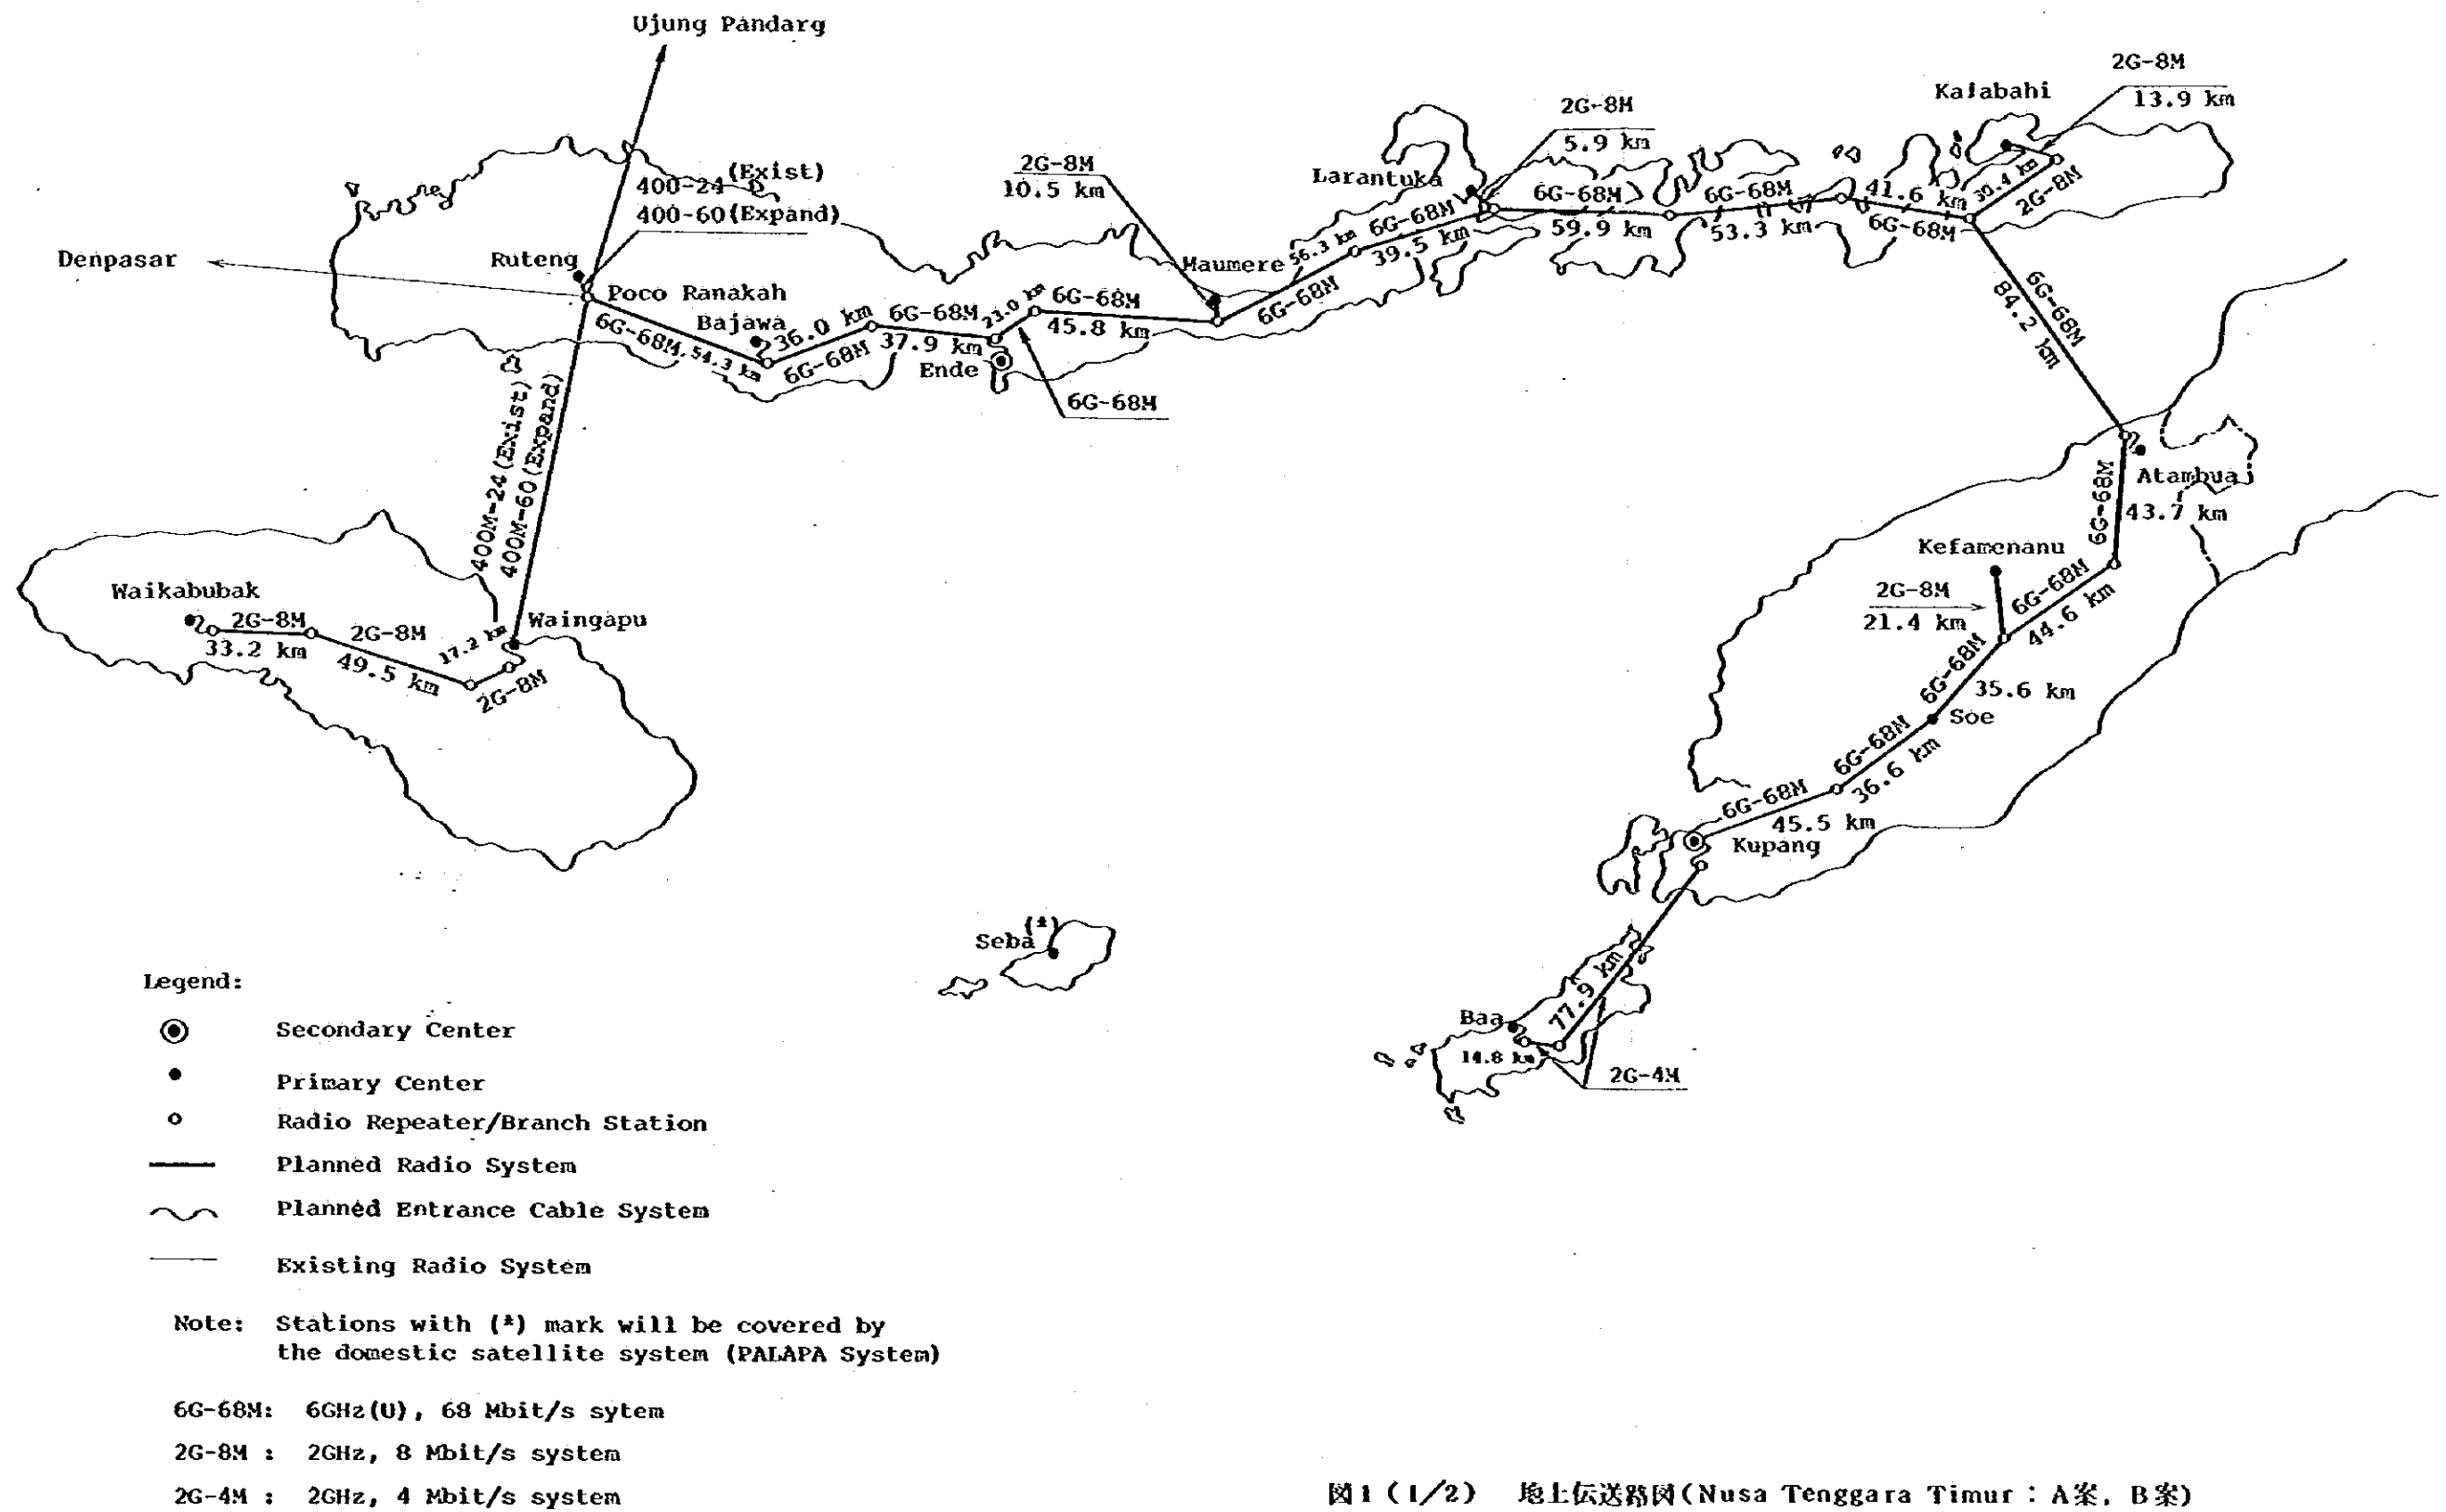 Ujung Pandarg
2G-8M
13.9 km
Kalabahi
2G-8M
5.9 km
2G-8M
10.5 km
400-24 (Exist)
400-60(Expand)
Larantuka
6G-68M
59.9 km
6G-68M
53.3 km
41.6 km
6G-68M
30.4 km
2G-8M
Denpasar
Ruteng
Poco Ranakah
Bajawa
6G-68M
54.3 km
36.0 km
6G-68M
6G-68M
37.9 km
23.0 km
6G-68M
45.8 km
Ende
6G-68M
Maumere
56.3 km
6G-68M
6G-68M
39.5 km
6G-68M
84.2 km
400M-24(Exist)
400M-60(Expand)
Atambua
6G-68M
43.7 km
Kefamenanu
2G-8M
21.4 km
6G-68M
44.6 km
6G-68M
35.6 km
Soe
6G-68M
36.6 km
6G-68M
45.5 km
Kupang
Waikabubak
2G-8M
33.2 km
2G-8M
49.5 km
17.2 km
2G-8M
Waingapu
(*)
Seba
77.9 km
Baa
14.8 km
2G-4M
Legend:
Secondary Center
Primary Center
Radio Repeater/Branch Station
Planned Radio System
Planned Entrance Cable System
Existing Radio System
Note: Stations with (*) mark will be covered by
the domestic satellite system (PALAPA System)
6G-68M: 6GHz(U), 68 Mbit/s sytem
2G-8M : 2GHz, 8 Mbit/s system
2G-4M : 2GHz, 4 Mbit/s system
図1 (1/2) 地上伝送路図(Nusa Tenggara Timur : A案, B案)